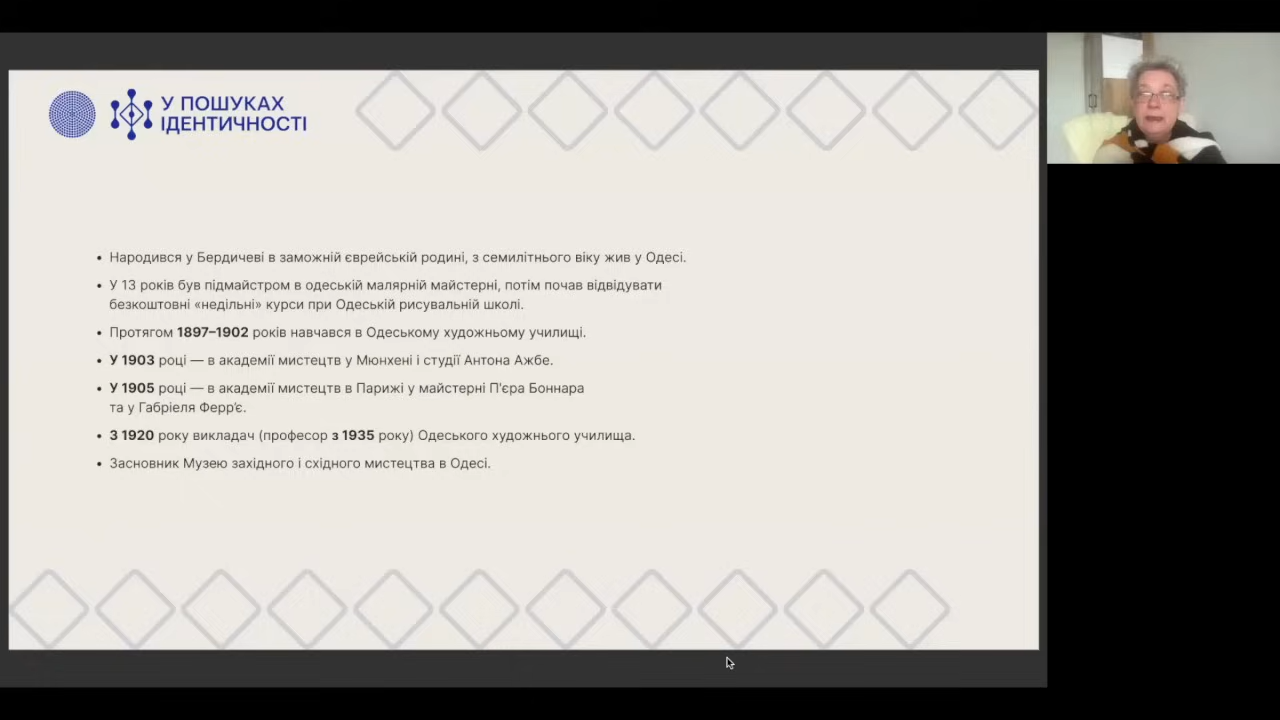 У ПОШУКАХ
ІДЕНТИЧНОСТІ
• Народився у Бердичеві в заможній єврейській родині, з семилітнього віку жив у Одесі.
• У 13 років був підмайстром в одеській малярній майстерні, потім почав відвідувати
безкоштовні «недільні» курси при Одеській рисувальній школі.
• Протягом 1897–1902 років навчався в Одеському художньому училищі.
• У 1903 році — в академії мистецтв у Мюнхені і студії Антона Ажбе.
• У 1905 році — в академії мистецтв в Парижі у майстерні П’єра Боннара
та у Габріеля Ферр’є.
• З 1920 року викладач (професор з 1935 року) Одеського художнього училища.
• Засновник Музею західного і східного мистецтва в Одесі.